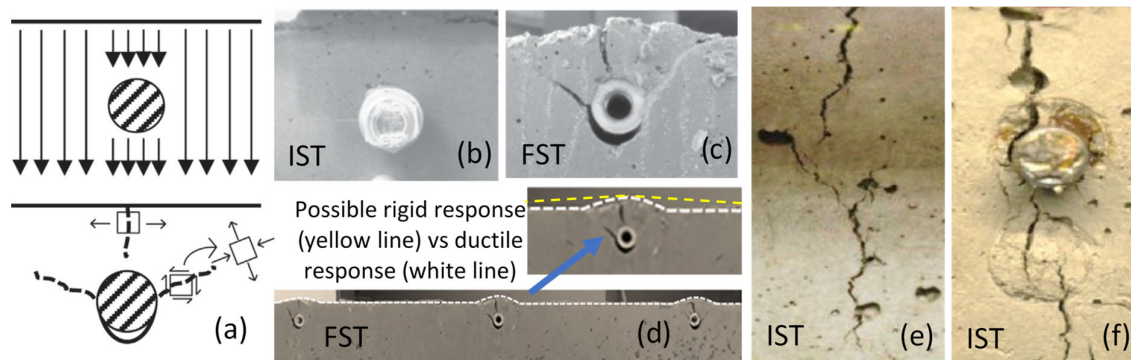 (a)
IST
(b)
FST
(c)
Possible rigid response
(yellow line) vs ductile
response (white line)
FST
(d)
IST
(e)
IST
(f)